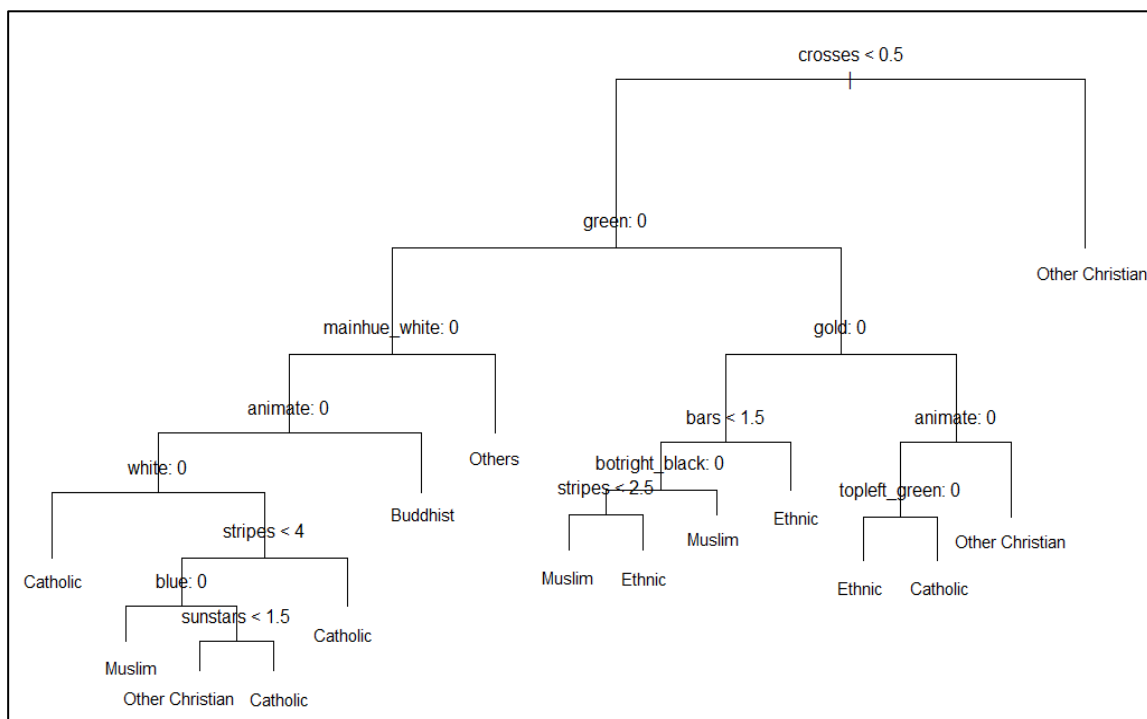 crosses < 0.5
green: 0
Other Christian
mainhue_white: 0
gold: 0
animate: 0
bars < 1.5
animate: 0
Others
white: 0
botright_black: 0
stripes < 2.5
topleft_green: 0
Buddhist
Ethnic
stripes < 4
Muslim
Other Christian
Catholic
blue: 0
Muslim
Ethnic
Ethnic
Catholic
sunstars < 1.5
Catholic
Muslim
Other Christian
Catholic